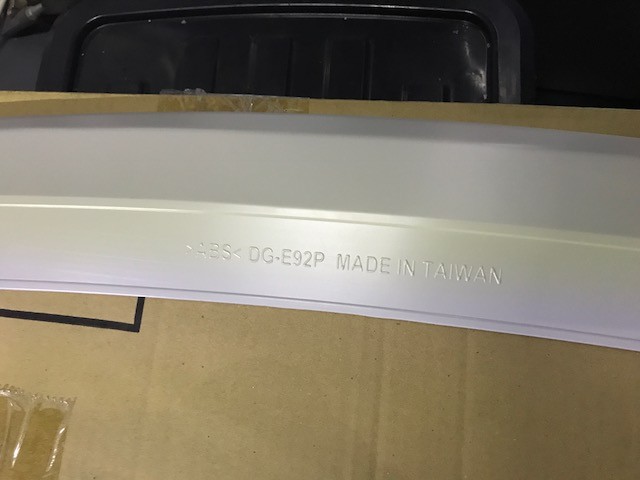 >ABS< DG-E92P MADE IN TAIWAN